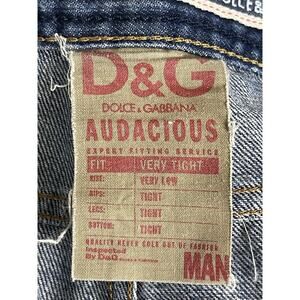 D&G
DOLCE & GABBANA
AUDACIOUS
EXPERT FITTING SERVICE
FIT: VERY TIGHT
RISE: VERY LOW
HIPS: TIGHT
LEGS: TIGHT
BOTTOM: TIGHT
QUALITY NEVER GOES OUT OF FASHION
Inspected
By D&G
MAN